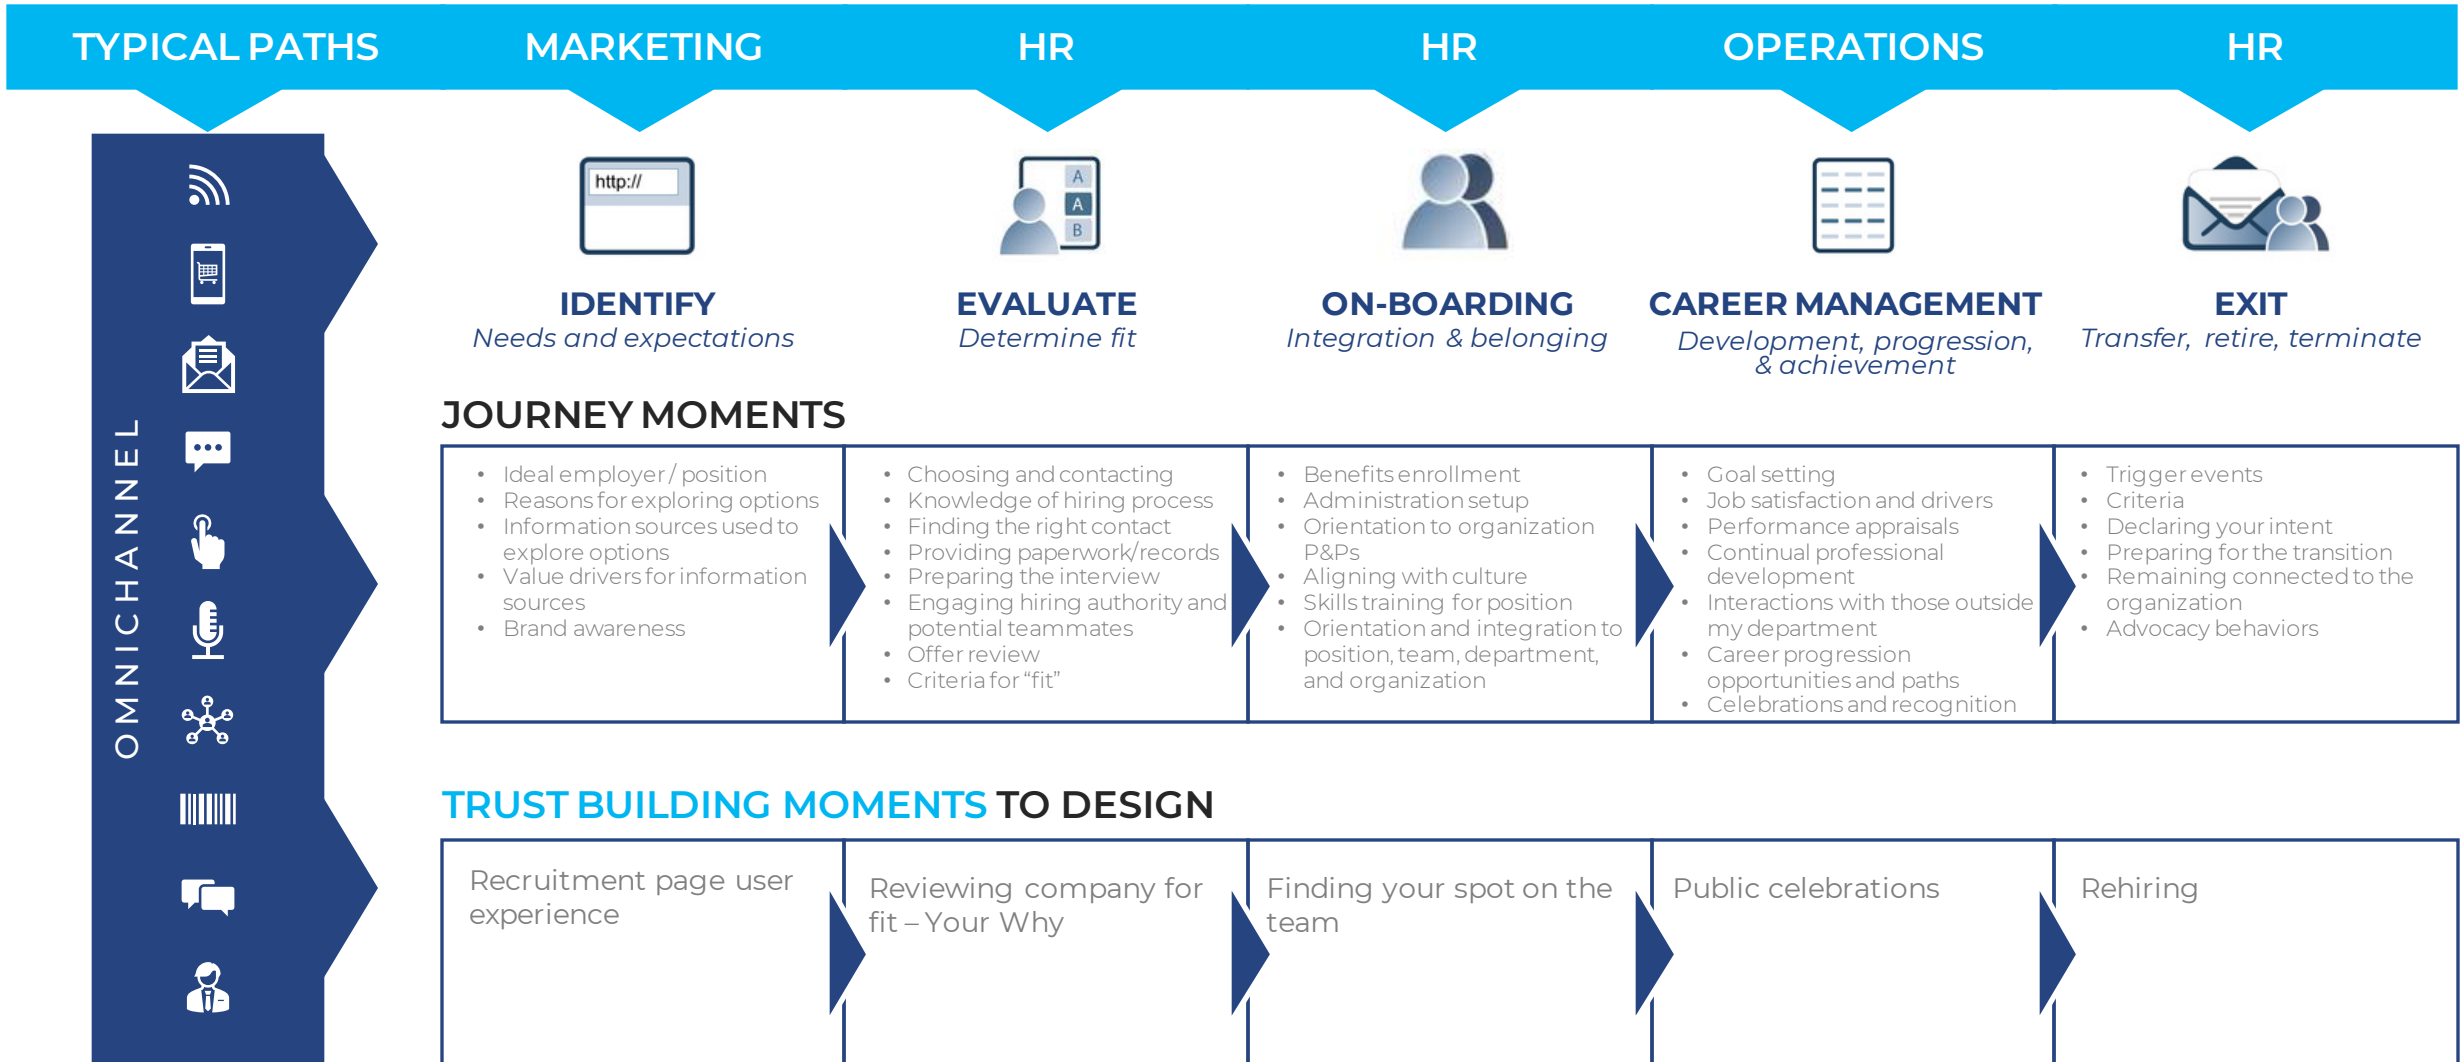 TYPICAL PATHS
MARKETING
HR
HR
OPERATIONS
HR
OMNICHANNEL
http://
A
A
B
IDENTIFY
Needs and expectations
EVALUATE
Determine fit
ON-BOARDING
Integration & belonging
CAREER MANAGEMENT
Development, progression,
& achievement
EXIT
Transfer, retire, terminate
JOURNEY MOMENTS
• Ideal employer / position
• Reasons for exploring options
• Information sources used to
explore options
• Value drivers for information
sources
• Brand awareness
• Choosing and contacting
• Knowledge of hiring process
• Finding the right contact
• Providing paperwork/records
• Preparing the interview
• Engaging hiring authority and
potential teammates
• Offer review
• Criteria for “fit”
• Benefits enrollment
• Administration setup
• Orientation to organization
P&Ps
• Aligning with culture
• Skills training for position
• Orientation and integration to
position, team, department,
and organization
• Goal setting
• Job satisfaction and drivers
• Performance appraisals
• Continual professional
development
• Interactions with those outside
my department
• Career progression
opportunities and paths
• Celebrations and recognition
• Trigger events
• Criteria
• Declaring your intent
• Preparing for the transition
• Remaining connected to the
organization
• Advocacy behaviors
TRUST BUILDING MOMENTS TO DESIGN
Recruitment page user
experience
Reviewing company for
fit – Your Why
Finding your spot on the
team
Public celebrations
Rehiring